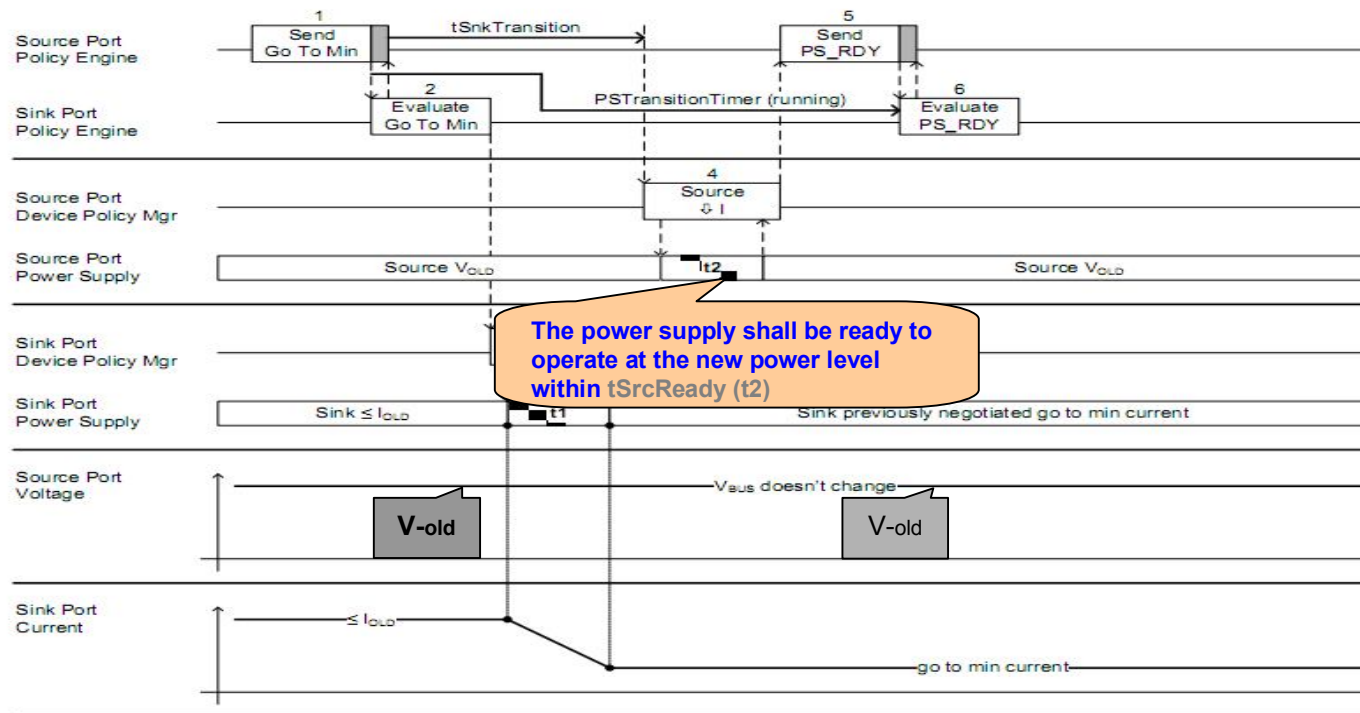 1
Send
Go To Min
tSnkTransition
5
Send
PS_RDY
Source Port
Policy Engine
2
Evaluate
Go To Min
PSTransitionTimer (running)
6
Evaluate
PS_RDY
Sink Port
Policy Engine
4
Source
⇩ I
Source Port
Device Policy Mgr
Source Port
Power Supply
Source VOLD
t2
Source VOLD
The power supply shall be ready to
operate at the new power level
within tSrcReady (t2)
Sink Port
Device Policy Mgr
Sink Port
Power Supply
Sink ≤ IOLD
t1
Sink previously negotiated go to min current
Source Port
Voltage
VBUS doesn't change
V-old
V-old
Sink Port
Current
≤ IOLD
go to min current